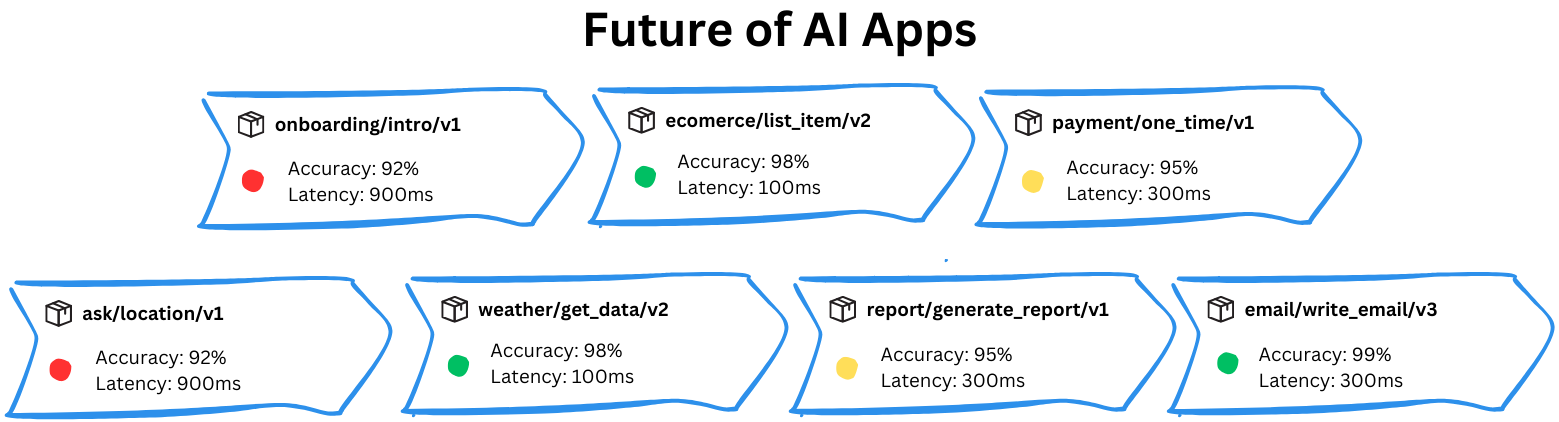 Future of AI Apps
onboarding/intro/v1
Accuracy: 92%
Latency: 900ms
ecomerce/list_item/v2
Accuracy: 98%
Latency: 100ms
payment/one_time/v1
Accuracy: 95%
Latency: 300ms
ask/location/v1
Accuracy: 92%
Latency: 900ms
weather/get_data/v2
Accuracy: 98%
Latency: 100ms
report/generate_report/v1
Accuracy: 95%
Latency: 300ms
email/write_email/v3
Accuracy: 99%
Latency: 300ms